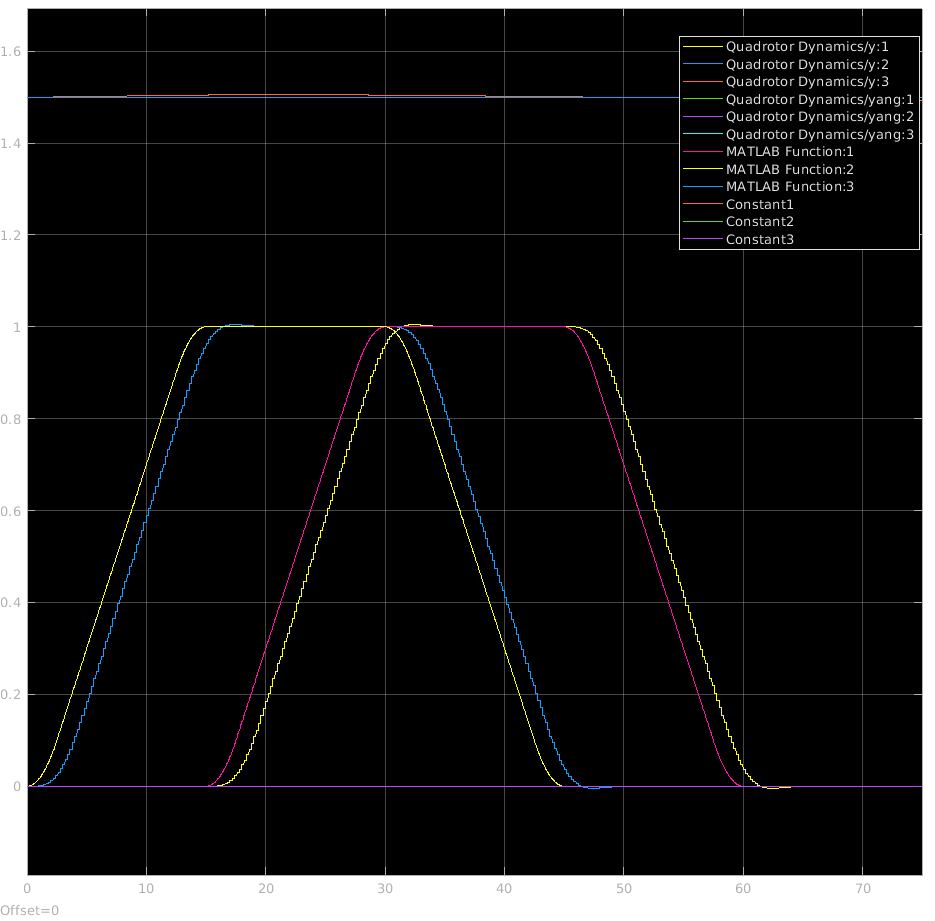 1.6
1.4
1.2
1
0.8
0.6
0.4
0.2
0
Quadrotor Dynamics/y:1
Quadrotor Dynamics/y:2
Quadrotor Dynamics/y:3
Quadrotor Dynamics/yang:1
Quadrotor Dynamics/yang:2
Quadrotor Dynamics/yang:3
MATLAB Function:1
MATLAB Function:2
MATLAB Function:3
Constant1
Constant2
Constant3
0 10 20 30 40 50 60 70
Offset=0